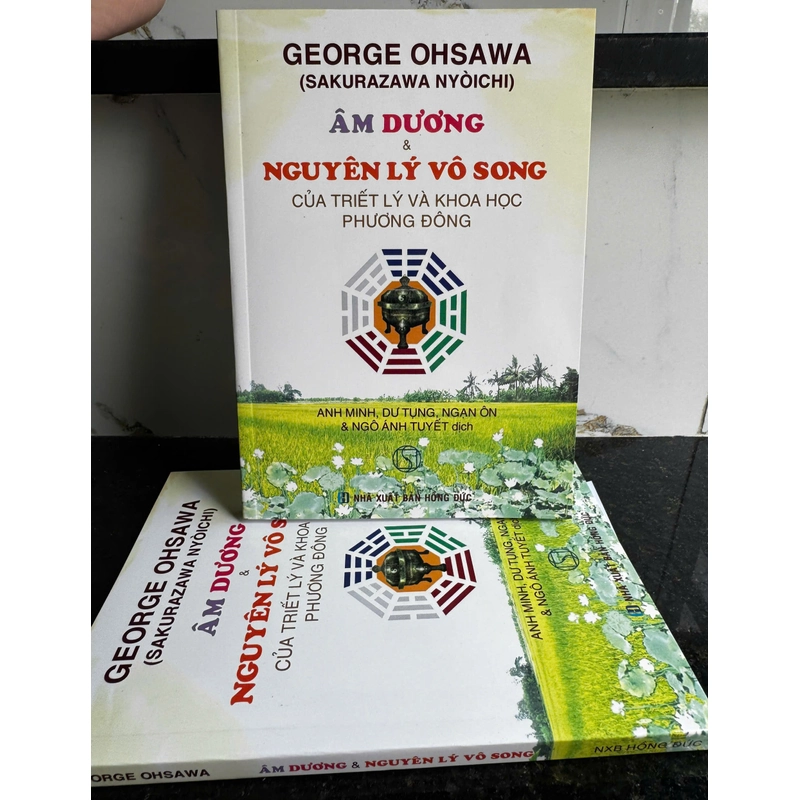 GEORGE OHSAWA
(SAKURAZAWA NYÒICHI)
ÂM DƯƠNG
&
NGUYÊN LÝ VÔ SONG
CỦA TRIẾT LÝ VÀ KHOA HỌC
PHƯƠNG ĐÔNG
ANH MINH, DƯ TỤNG, NGẠN ÔN
& NGÔ ÁNH TUYẾT dịch
NHÀ XUẤT BẢN HỒNG ĐỨC
GEORGE OHSAWA
(SAKURAZAWA NYÒICHI)
ÂM DƯƠNG
&
NGUYÊN LÝ VÔ S
CỦA TRIẾT LÝ VÀ KHOA
PHƯƠNG ĐÔNG
ANH MINH, DƯ TỤNG, NGẠ
& NGÔ ÁNH TUYẾT dịch
NHÀ XUẤT BẢN HỒNG ĐỨC
EORGE OHSAWA
ÂM DƯƠNG & NGUYÊN LÝ VÔ SONG
NXB HỒNG ĐỨC